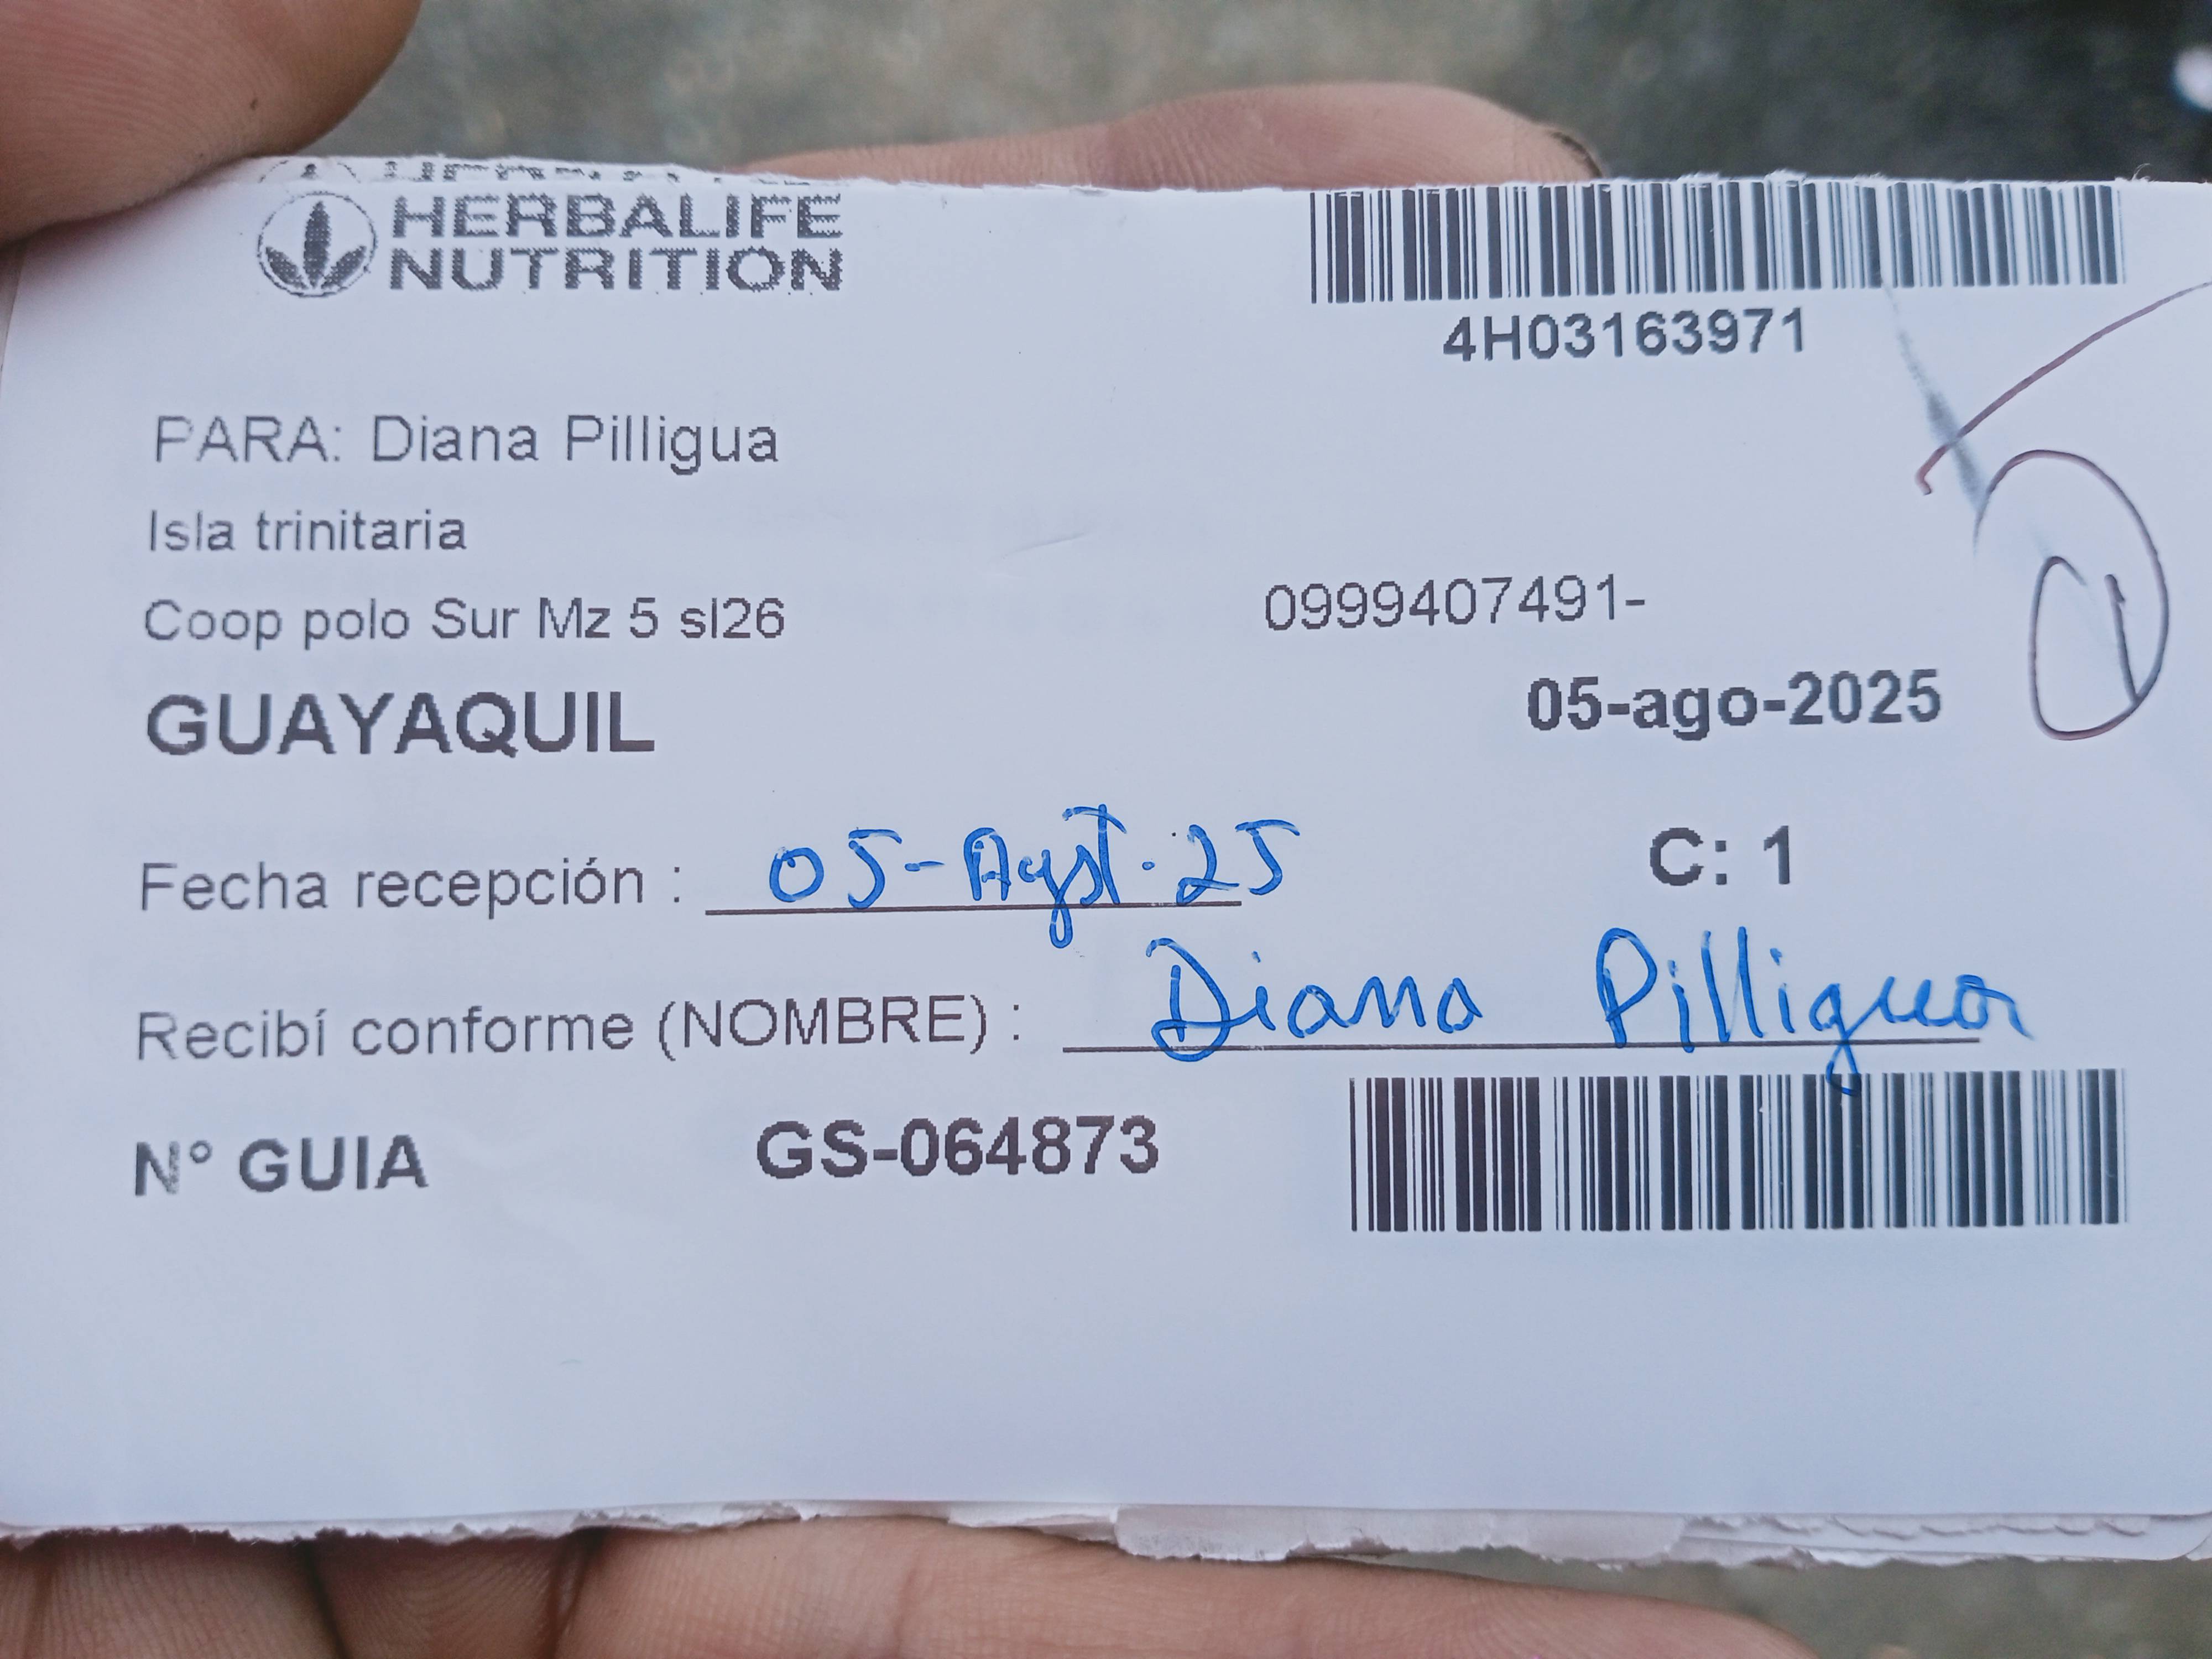 HERBALIFE
NUTRITION
4H03163971
PARA: Diana Pilligua
Isla trinitaria
Coop polo Sur Mz 5 sl26
0999407491-
GUAYAQUIL
05-ago-2025
Fecha recepción : 05-Agst-25
C: 1
Recibí conforme (NOMBRE) : Diana Pilligua
N° GUIA GS-064873